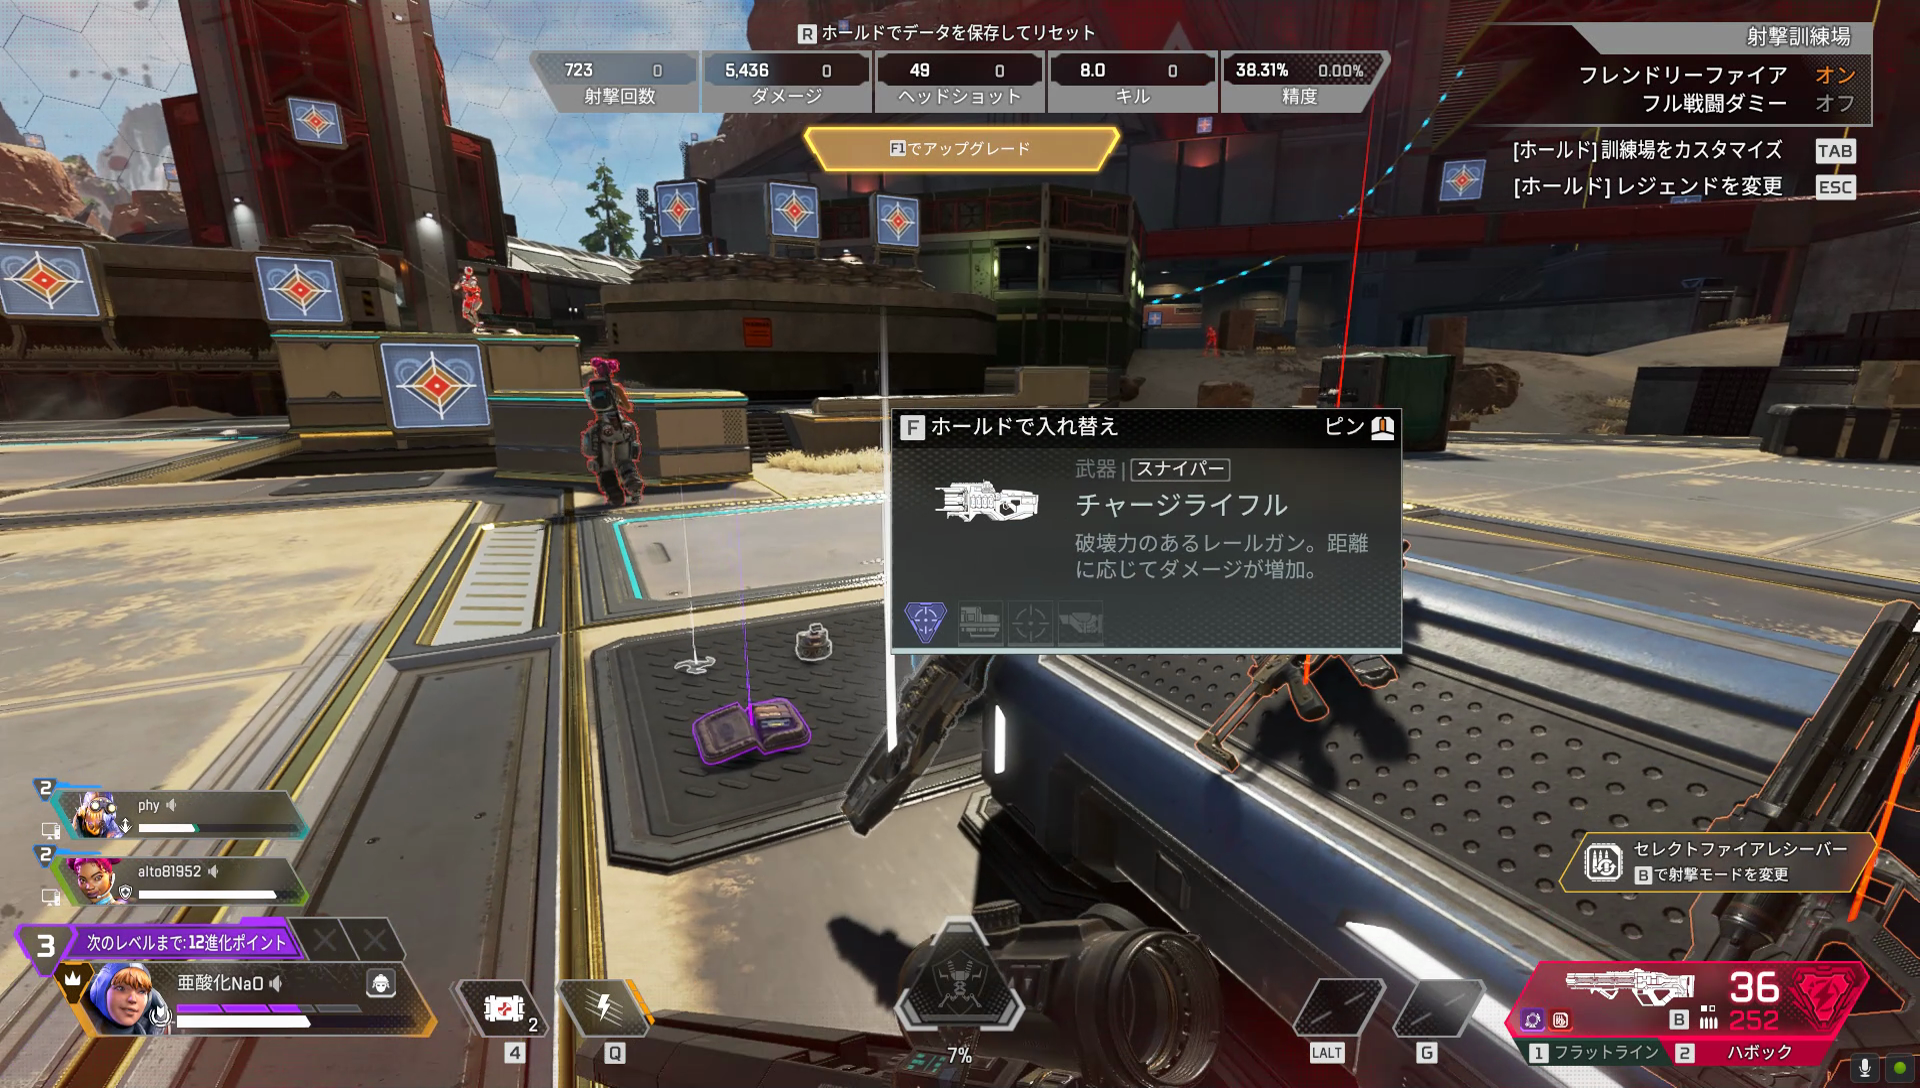 R ホールドでデータを保存してリセット
723 0 5,436 0 49 0 8.0 0 38.31% 0.00%
射撃回数 ダメージ ヘッドショット キル 精度
F1でアップグレード
射撃訓練場
フレンドリーファイア オン
フル戦闘ダミー オフ
[ホールド]訓練場をカスタマイズ TAB
[ホールド]レジェンドを変更 ESC
F ホールドで入れ替え ピン
武器 | スナイパー
チャージライフル
破壊力のあるレールガン。距離
に応じてダメージが増加。
2
phy
2
alto81952
3 次のレベルまで:12進化ポイント
亜酸化NaO
2
4 Q
7%
LALT G
セレクトファイアレシーバー
Bで射撃モードを変更
36
B 252
1 フラットライン 2 ハボック